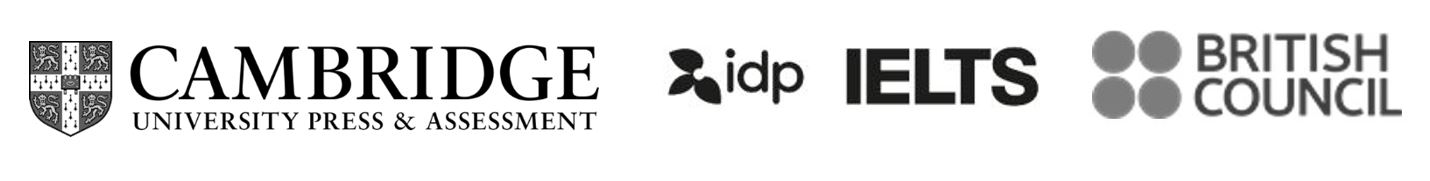 CAMBRIDGE
UNIVERSITY PRESS & ASSESSMENT
idp
IELTS
BRITISH
COUNCIL